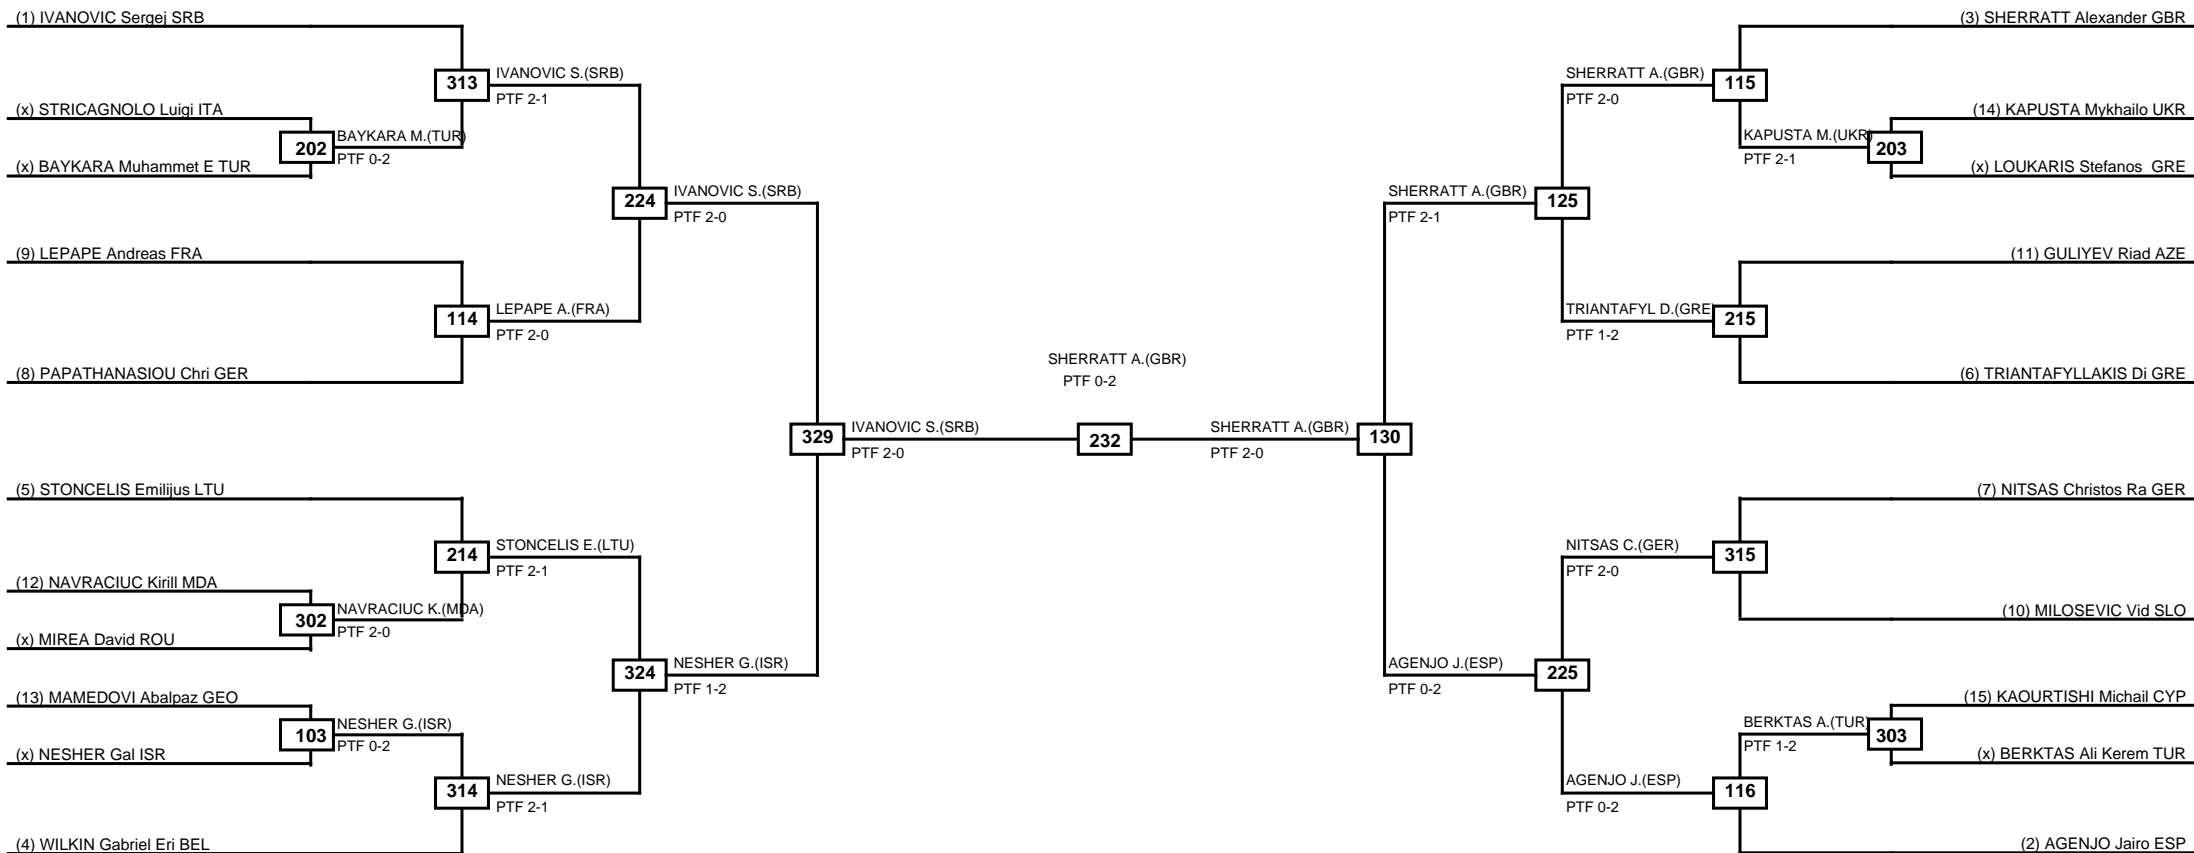 (1) IVANOVIC Sergej SRB
313
IVANOVIC S.(SRB)
PTF 2-1
(x) STRICAGNOLO Luigi ITA
202
BAYKARA M.(TUR)
PTF 0-2
(x) BAYKARA Muhammet E TUR
224
IVANOVIC S.(SRB)
PTF 2-0
(9) LEPAPE Andreas FRA
114
LEPAPE A.(FRA)
PTF 2-0
(8) PAPATHANASIOU Chri GER
329
IVANOVIC S.(SRB)
PTF 2-0
(5) STONCELIS Emilijus LTU
214
STONCELIS E.(LTU)
PTF 2-1
(12) NAVRACIUC Kirill MDA
302
NAVRACIUC K.(MDA)
PTF 2-0
(x) MIREA David ROU
324
NESHER G.(ISR)
PTF 1-2
(13) MAMEDOVI Abalpaz GEO
103
NESHER G.(ISR)
PTF 0-2
(x) NESHER Gal ISR
314
NESHER G.(ISR)
PTF 2-1
(4) WILKIN Gabriel Eri BEL
SHERRATT A.(GBR)
PTF 0-2
232
(3) SHERRATT Alexander GBR
SHERRATT A.(GBR)
PTF 2-0
115
(14) KAPUSTA Mykhailo UKR
KAPUSTA M.(UKR)
PTF 2-1
203
(x) LOUKARIS Stefanos  GRE
SHERRATT A.(GBR)
PTF 2-1
125
(11) GULIYEV Riad AZE
TRIANTAFYL D.(GRE
PTF 1-2
215
(6) TRIANTAFYLLAKIS Di GRE
SHERRATT A.(GBR)
PTF 2-0
130
(7) NITSAS Christos Ra GER
NITSAS C.(GER)
PTF 2-0
315
(10) MILOSEVIC Vid SLO
AGENJO J.(ESP)
PTF 0-2
225
(15) KAOURTISHI Michail CYP
BERKTAS A.(TUR)
PTF 1-2
303
(x) BERKTAS Ali Kerem TUR
AGENJO J.(ESP)
PTF 0-2
116
(2) AGENJO Jairo ESP